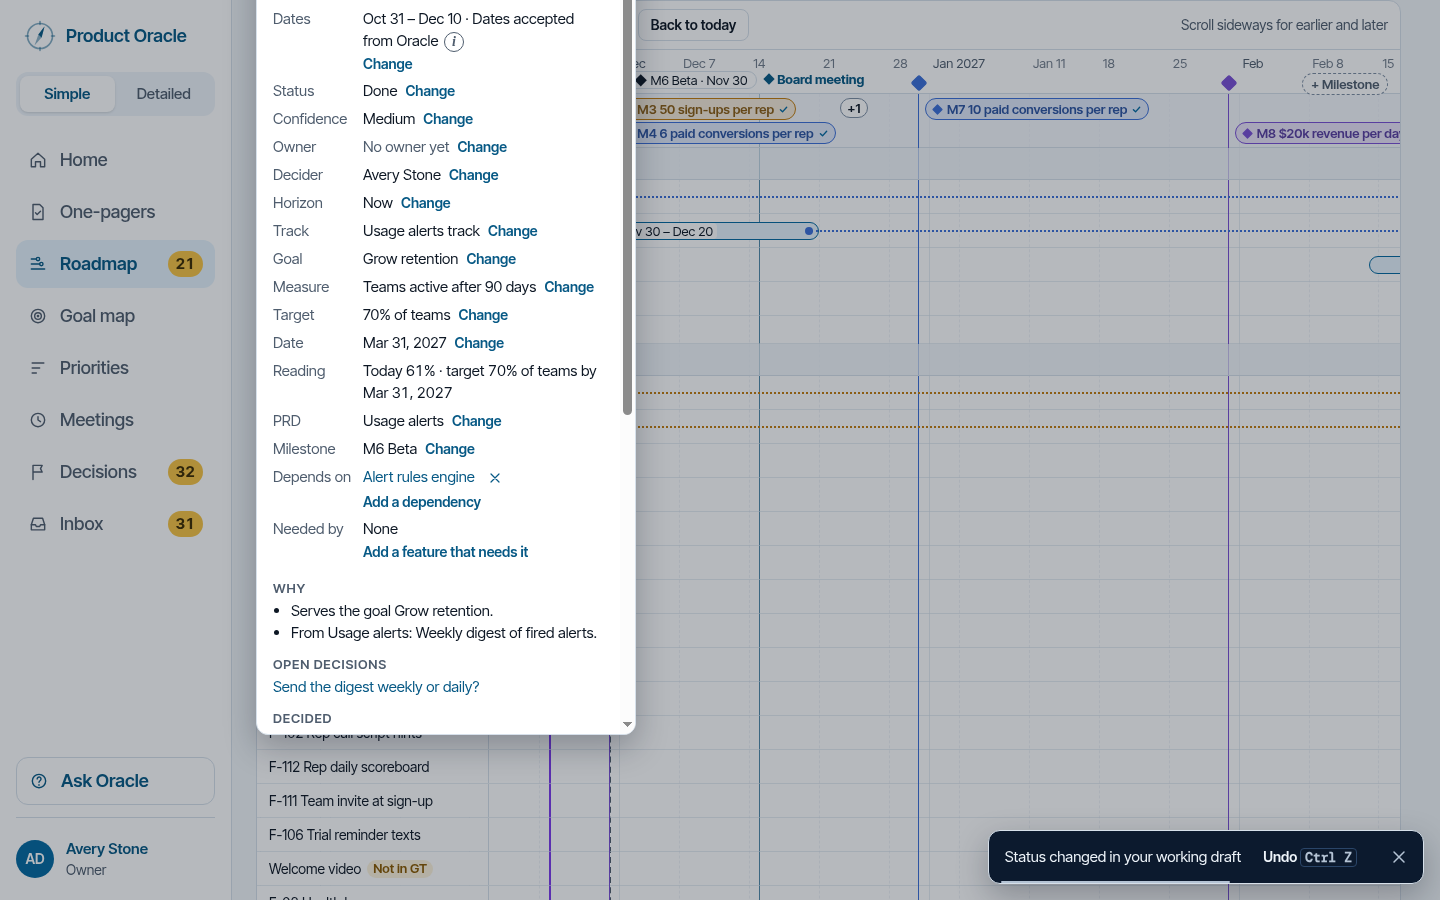 Product Oracle
Simple
Detailed
Home
One-pagers
Roadmap 21
Goal map
Priorities
Meetings
Decisions 32
Inbox 31
Ask Oracle
AD
Avery Stone
Owner
Dates Oct 31 – Dec 10 · Dates accepted
from Oracle i
Change
Status Done Change
Confidence Medium Change
Owner No owner yet Change
Decider Avery Stone Change
Horizon Now Change
Track Usage alerts track Change
Goal Grow retention Change
Measure Teams active after 90 days Change
Target 70% of teams Change
Date Mar 31, 2027 Change
Reading Today 61% · target 70% of teams by
Mar 31, 2027
PRD Usage alerts Change
Milestone M6 Beta Change
Depends on Alert rules engine ×
Add a dependency
Needed by None
Add a feature that needs it
WHY
• Serves the goal Grow retention.
• From Usage alerts: Weekly digest of fired alerts.
OPEN DECISIONS
Send the digest weekly or daily?
DECIDED
Back to today
Scroll sideways for earlier and later
Dec 7 14 21 28 Jan 2027 Jan 11 18 25 Feb Feb 8 15
M6 Beta · Nov 30
Board meeting
+ Milestone
M3 50 sign-ups per rep ✓
+1
M7 10 paid conversions per rep ✓
M4 6 paid conversions per rep ✓
M8 $20k revenue per day
v 30 – Dec 20
F-112 Rep daily scoreboard
F-111 Team invite at sign-up
F-106 Trial reminder texts
Welcome video Not in GT
Status changed in your working draft Undo Ctrl Z